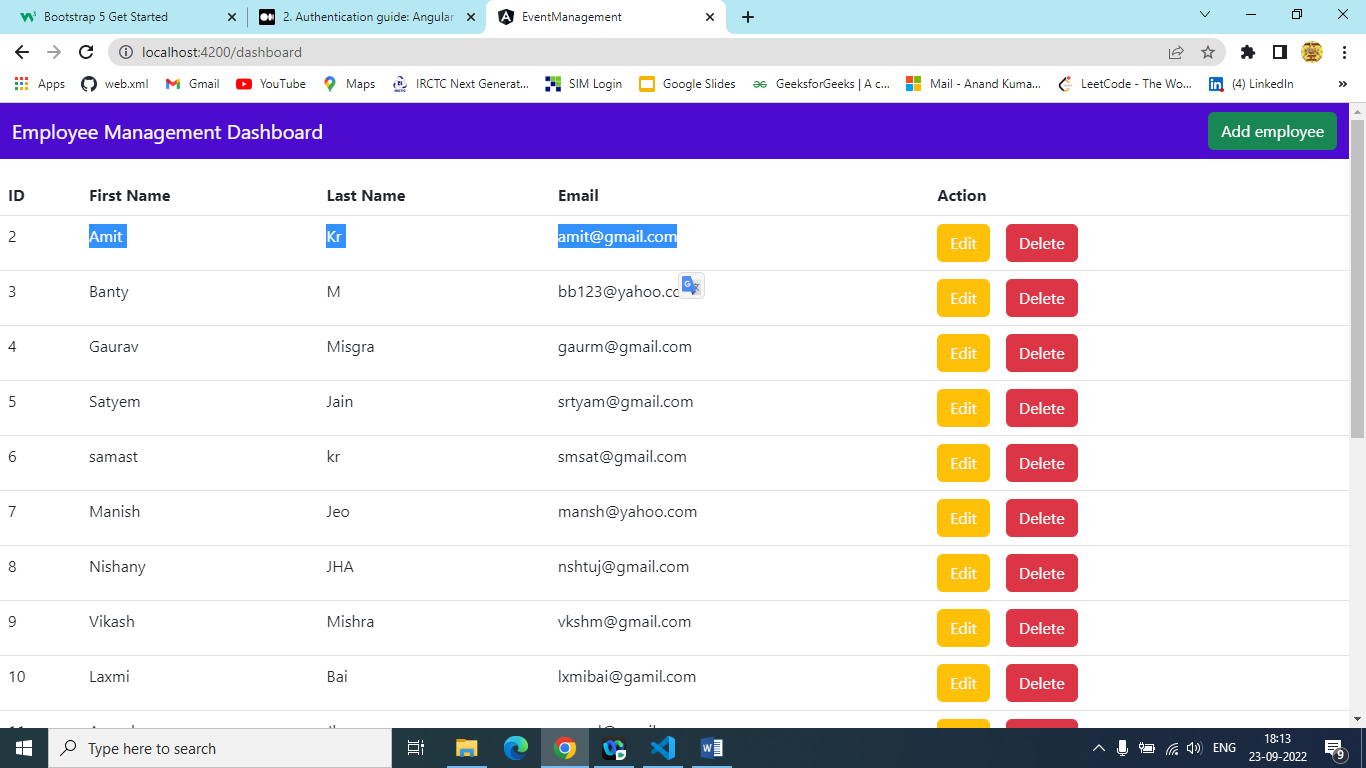 Bootstrap 5 Get Started
2. Authentication guide: Angular
EventManagement
localhost:4200/dashboard
Apps web.xml Gmail YouTube Maps IRCTC Next Generat... SIM Login Google Slides GeeksforGeeks | A c... Mail - Anand Kuma... LeetCode - The Wo... (4) LinkedIn »
Employee Management Dashboard Add employee
ID First Name Last Name Email Action
2 Amit Kr amit@gmail.com Edit Delete
3 Banty M Edit Delete
4 Gaurav Misgra gaurm@gmail.com Edit Delete
5 Satyem Jain srtyam@gmail.com Edit Delete
6 samast kr smsat@gmail.com Edit Delete
7 Manish Jeo mansh@yahoo.com Edit Delete
8 Nishany JHA nshtuj@gmail.com Edit Delete
9 Vikash Mishra vkshm@gmail.com Edit Delete
10 Laxmi Bai lxmibai@gamil.com Edit Delete
Type here to search
ENG
18:13
23-09-2022
9